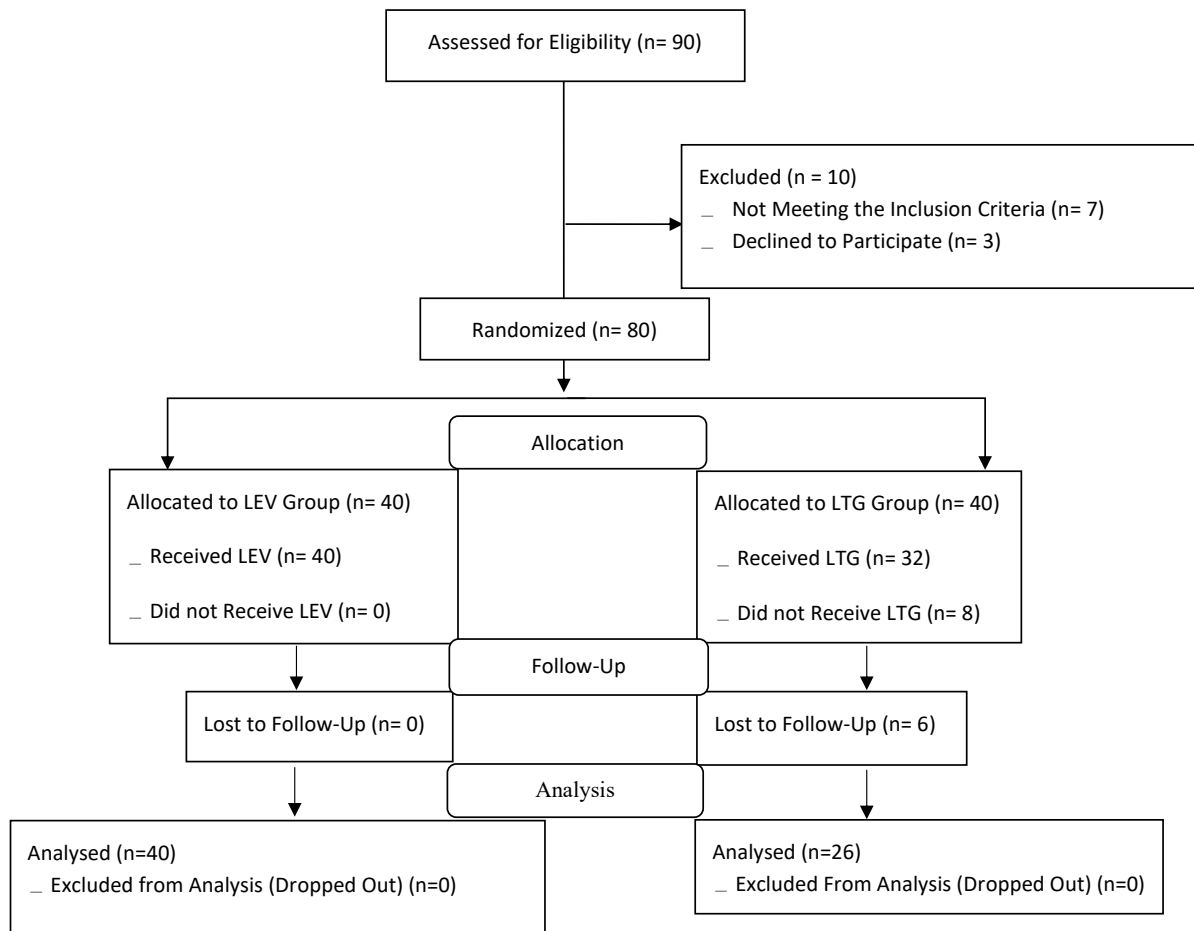 Assessed for Eligibility (n= 90)
Excluded (n = 10)
_ Not Meeting the Inclusion Criteria (n= 7)
_ Declined to Participate (n= 3)
Randomized (n= 80)
Allocation
Allocated to LEV Group (n= 40)
_ Received LEV (n= 40)
_ Did not Receive LEV (n= 0)
Allocated to LTG Group (n= 40)
_ Received LTG (n= 32)
_ Did not Receive LTG (n= 8)
Follow-Up
Lost to Follow-Up (n= 0)
Lost to Follow-Up (n= 6)
Analysis
Analysed (n=40)
_ Excluded from Analysis (Dropped Out) (n=0)
Analysed (n=26)
_ Excluded From Analysis (Dropped Out) (n=0)